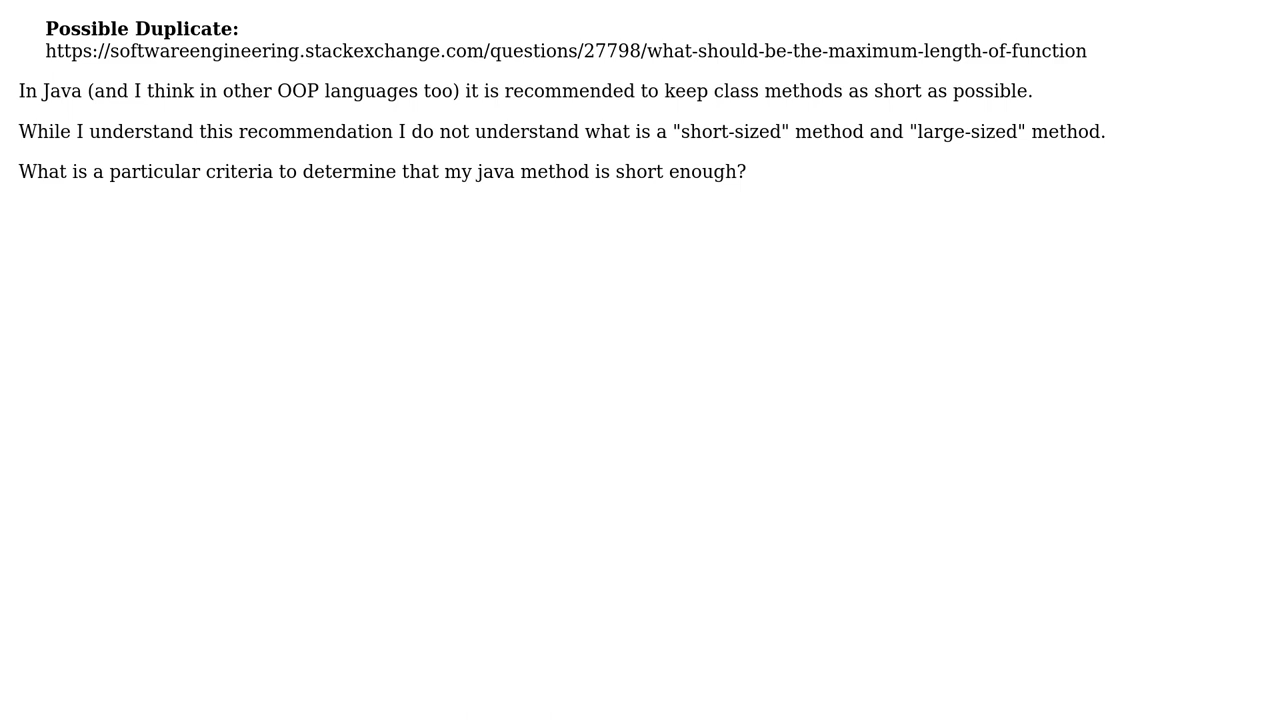 Possible Duplicate:
https://softwareengineering.stackexchange.com/questions/27798/what-should-be-the-maximum-length-of-function
In Java (and I think in other OOP languages too) it is recommended to keep class methods as short as possible.
While I understand this recommendation I do not understand what is a "short-sized" method and "large-sized" method.
What is a particular criteria to determine that my java method is short enough?